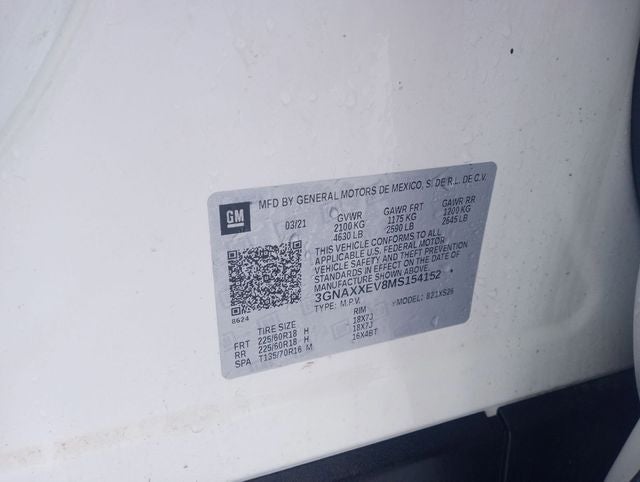 MFD BY GENERAL MOTORS DE MEXICO, S. DE R.L. DE C.V.
GM
03/21 GVWR GAWR FRT GAWR RR
2100 KG 1175 KG 1200 KG
4630 LB 2590 LB 2645 LB
THIS VEHICLE CONFORMS TO ALL
APPLICABLE U.S. FEDERAL MOTOR
VEHICLE SAFETY AND THEFT PREVENTION
STANDARDS IN EFFECT ON THE DATE OF
MANUFACTURE SHOWN ABOVE.
3GNAXXEV8MS154152
TYPE: M.P.V. MODEL: 821XS26
8624
TIRE SIZE RIM
FRT 225/60R18 H 18X7J
RR 225/60R18 H 18X7J
SPA T135/70R16 M 16X4BT